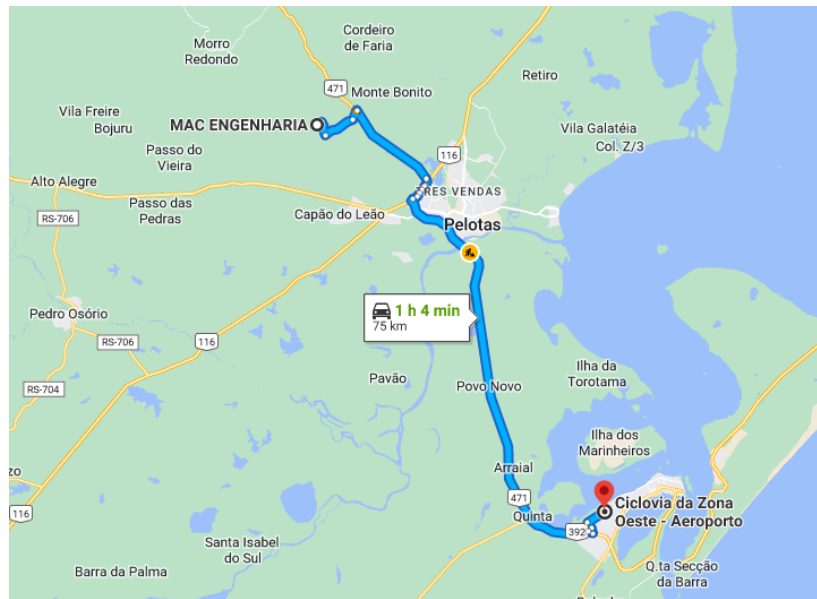 Cordeiro
de Faria
Morro
Redondo
Retiro
471
Monte Bonito
Vila Freire
Bojuru
MAC ENGENHARIA
Vila Galatéia
Col. Z/3
Passo do
Vieira
116
TRES VENDAS
Alto Alegre
Passo das
Pedras
RS-706
Capão do Leão
Pelotas
1 h 4 min
75 km
Pedro Osório
RS-706
116
Ilha da
Torotama
RS-704
Pavão
Povo Novo
Ilha dos
Marinheiros
Arraial
zo
471
Ciclovia da Zona
Oeste - Aeroporto
116
Quinta
392
Santa Isabel
do Sul
Barra da Palma
Q.ta Secção
da Barra